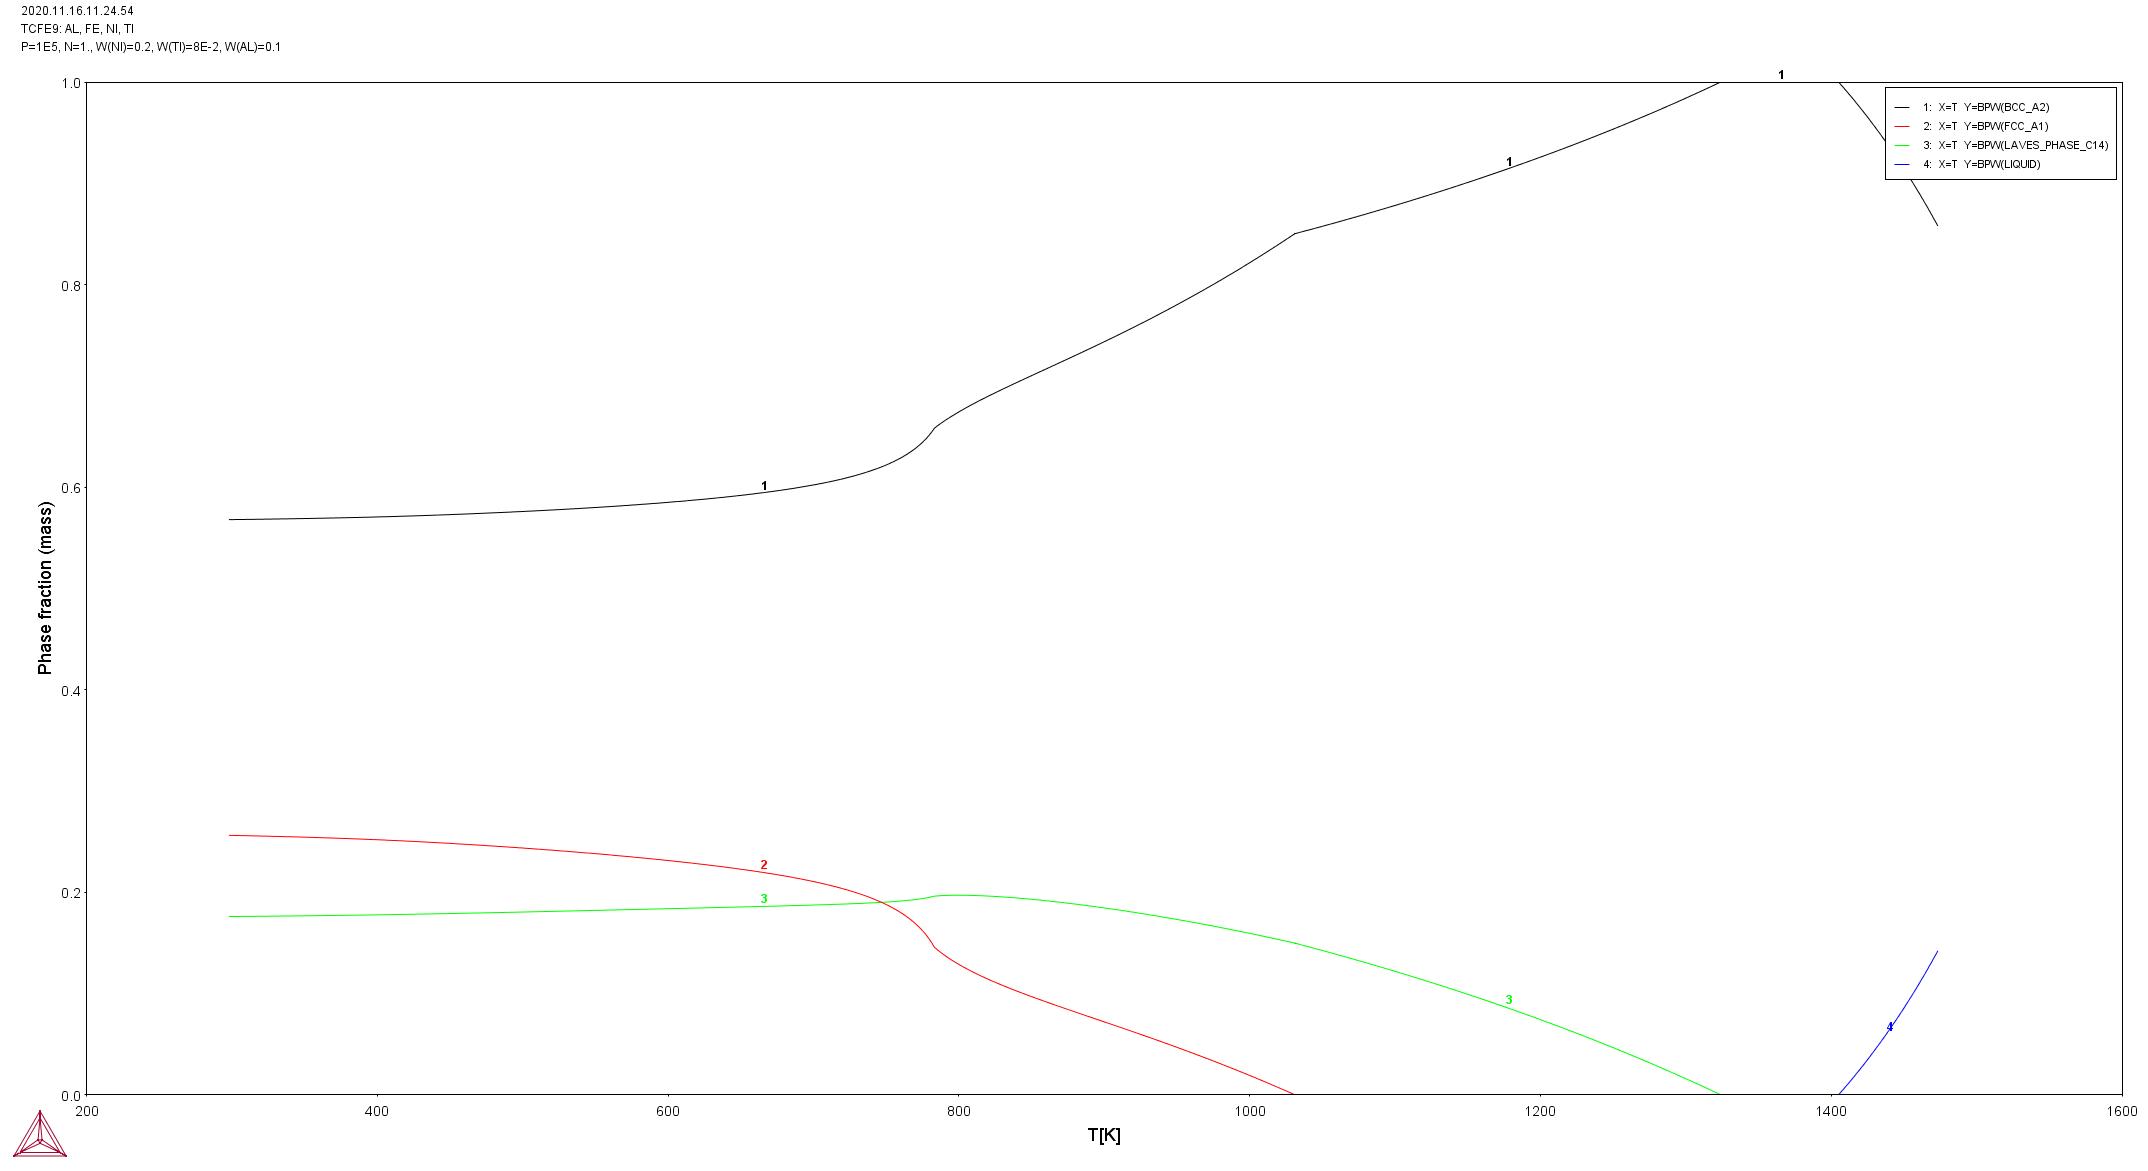 2020.11.16.11.24.54
TCFE9: AL, FE, NI, TI
P=1E5, N=1., W(NI)=0.2, W(TI)=8E-2, W(AL)=0.1
1.0
0.8
0.6
0.4
0.2
0.0
Phase fraction (mass)
1
1
1
2
3
3
4
1: X=T Y=BPW(BCC_A2)
2: X=T Y=BPW(FCC_A1)
3: X=T Y=BPW(LAVES_PHASE_C14)
4: X=T Y=BPW(LIQUID)
200 400 600 800 1000 1200 1400 1600
T[K]